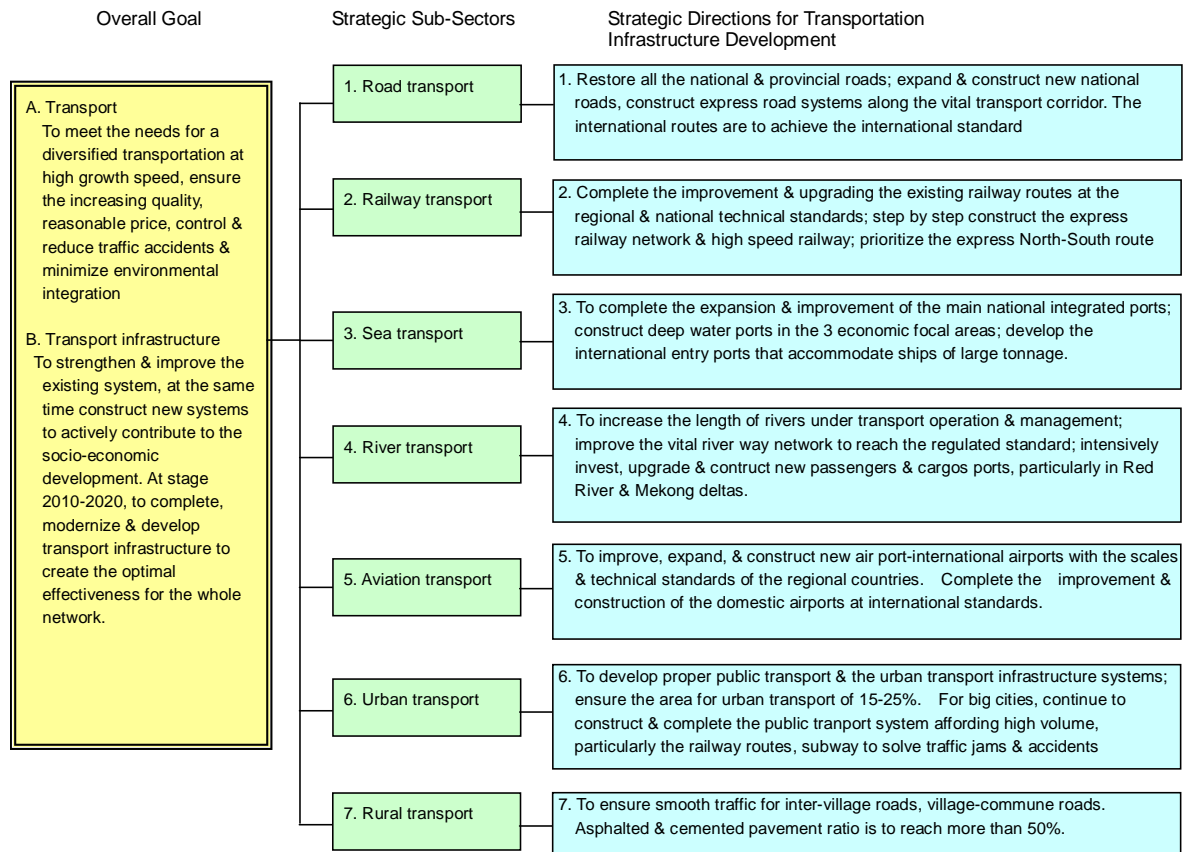 Overall Goal
Strategic Sub-Sectors
Strategic Directions for Transportation
Infrastructure Development
A. Transport
To meet the needs for a
diversified transportation at
high growth speed, ensure
the increasing quality,
reasonable price, control &
reduce traffic accidents &
minimize environmental
integration
B. Transport infrastructure
To strengthen & improve the
existing system, at the same
time construct new systems
to actively contribute to the
socio-economic
development. At stage
2010-2020, to complete,
modernize & develop
transport infrastructure to
create the optimal
effectiveness for the whole
network.
1. Road transport
1. Restore all the national & provincial roads; expand & construct new national
roads, construct express road systems along the vital transport corridor. The
international routes are to achieve the international standard
2. Railway transport
2. Complete the improvement & upgrading the existing railway routes at the
regional & national technical standards; step by step construct the express
railway network & high speed railway; prioritize the express North-South route
3. Sea transport
3. To complete the expansion & improvement of the main national integrated ports;
construct deep water ports in the 3 economic focal areas; develop the
international entry ports that accommodate ships of large tonnage.
4. River transport
4. To increase the length of rivers under transport operation & management;
improve the vital river way network to reach the regulated standard; intensively
invest, upgrade & contruct new passengers & cargos ports, particularly in Red
River & Mekong deltas.
5. Aviation transport
5. To improve, expand, & construct new air port-international airports with the scales
& technical standards of the regional countries. Complete the improvement &
construction of the domestic airports at international standards.
6. Urban transport
6. To develop proper public transport & the urban transport infrastructure systems;
ensure the area for urban transport of 15-25%. For big cities, continue to
construct & complete the public tranport system affording high volume,
particularly the railway routes, subway to solve traffic jams & accidents
7. Rural transport
7. To ensure smooth traffic for inter-village roads, village-commune roads.
Asphalted & cemented pavement ratio is to reach more than 50%.